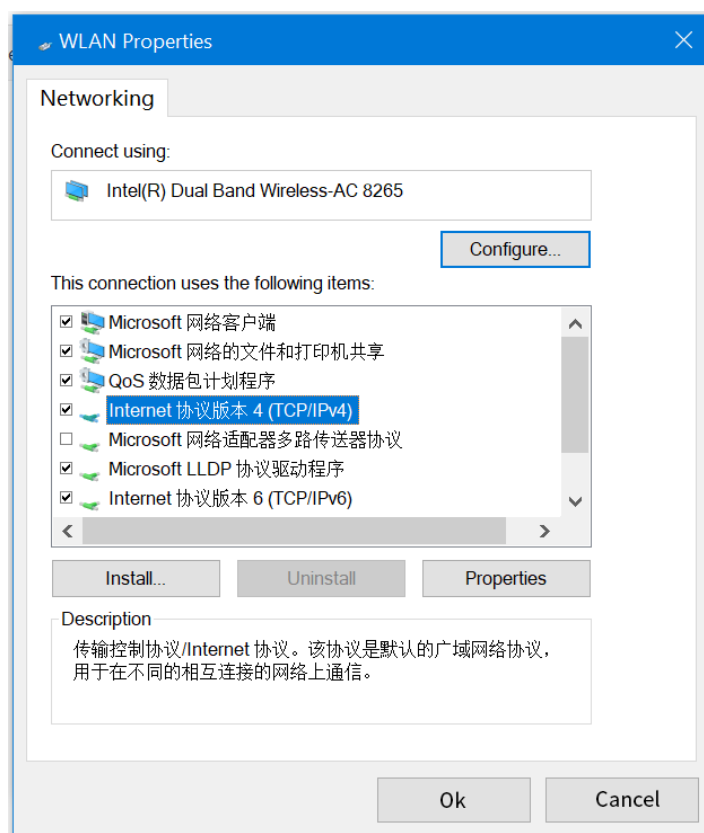 WLAN Properties
Networking
Connect using:
Intel(R) Dual Band Wireless-AC 8265
Configure...
This connection uses the following items:
Microsoft 网络客户端
Microsoft 网络的文件和打印机共享
QoS 数据包计划程序
Internet 协议版本 4 (TCP/IPv4)
Microsoft 网络适配器多路传送器协议
Microsoft LLDP 协议驱动程序
Internet 协议版本 6 (TCP/IPv6)
Install... Uninstall Properties
Description
传输控制协议/Internet 协议。该协议是默认的广域网络协议，
用于在不同的相互连接的网络上通信。
Ok Cancel